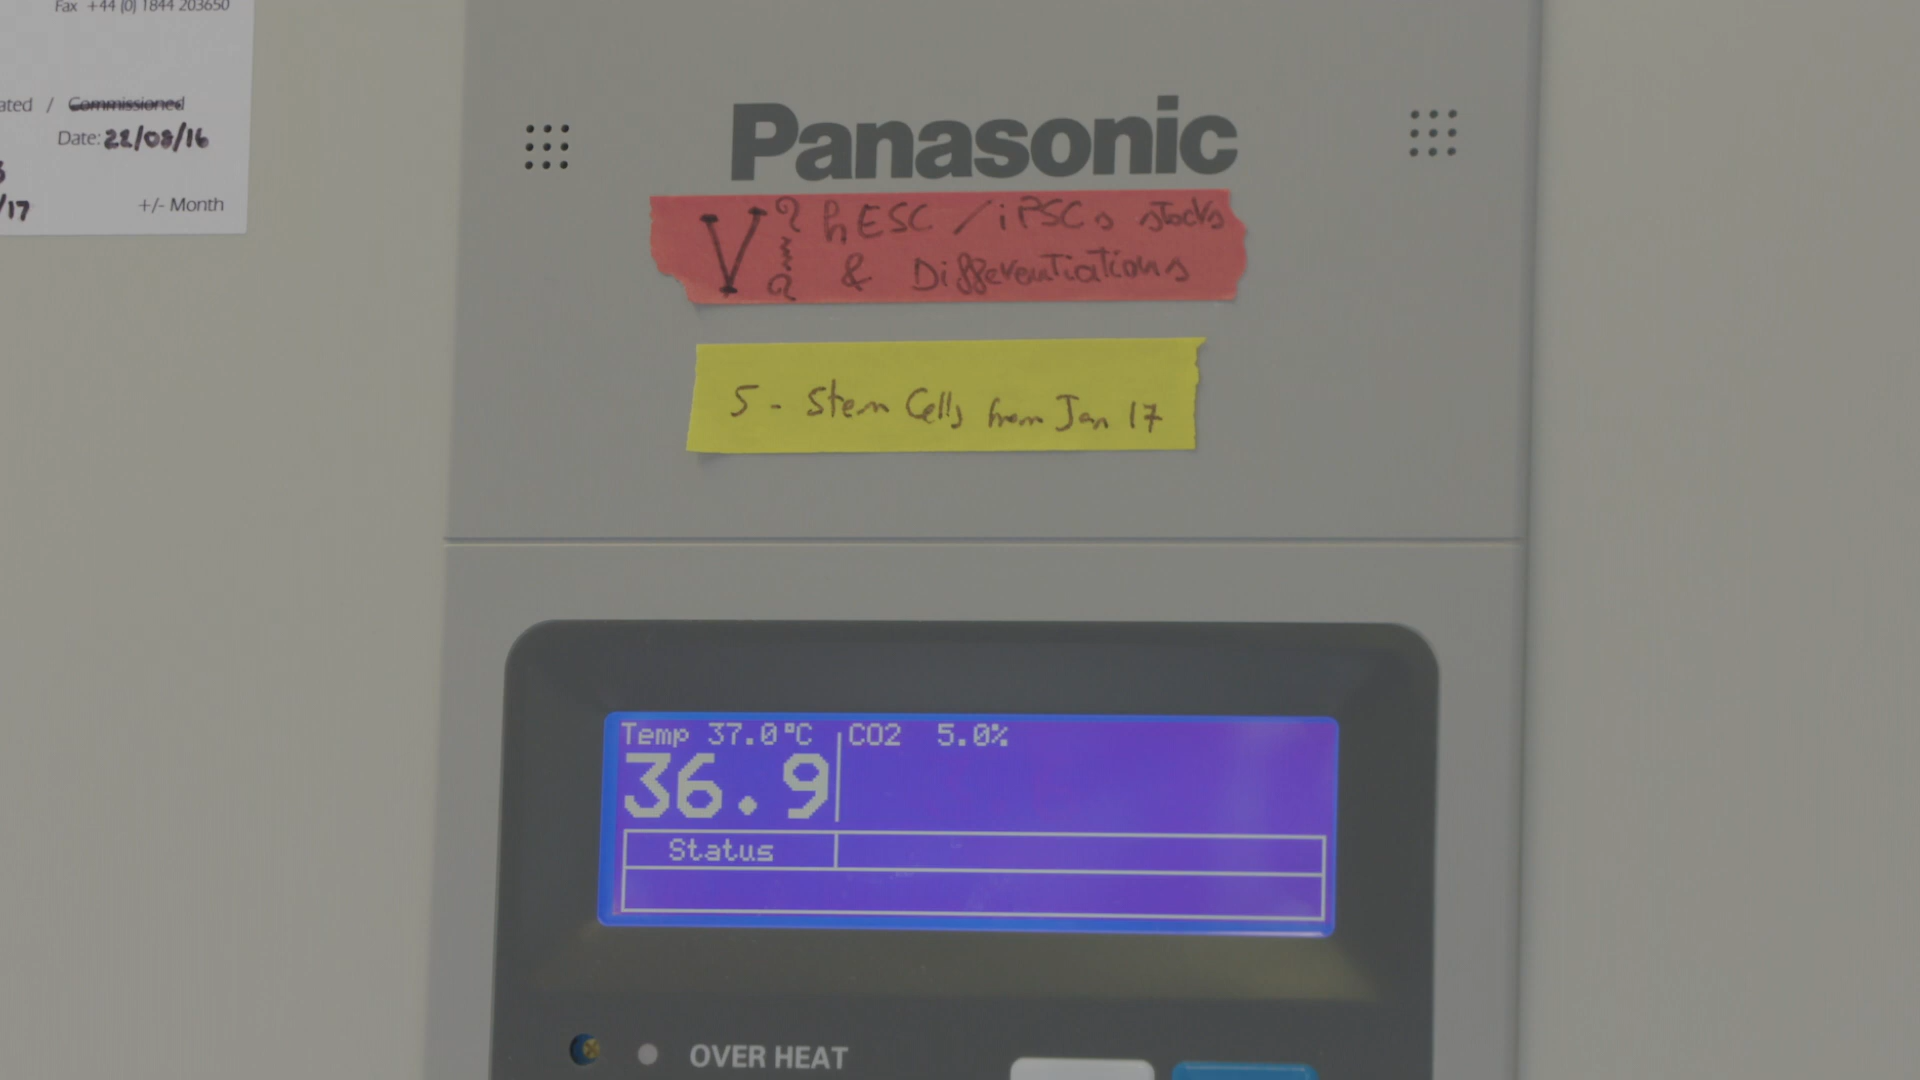 Fax +44 (0) 1844 203650
ated / Commissioned
Date: 22/08/16
/17
+/- Month
Panasonic
V hESC / iPSCs stocks
& Differentiations
5 - Stem Cells from Jan 17
Temp 37.0°C CO2 5.0%
36.9
Status
OVER HEAT